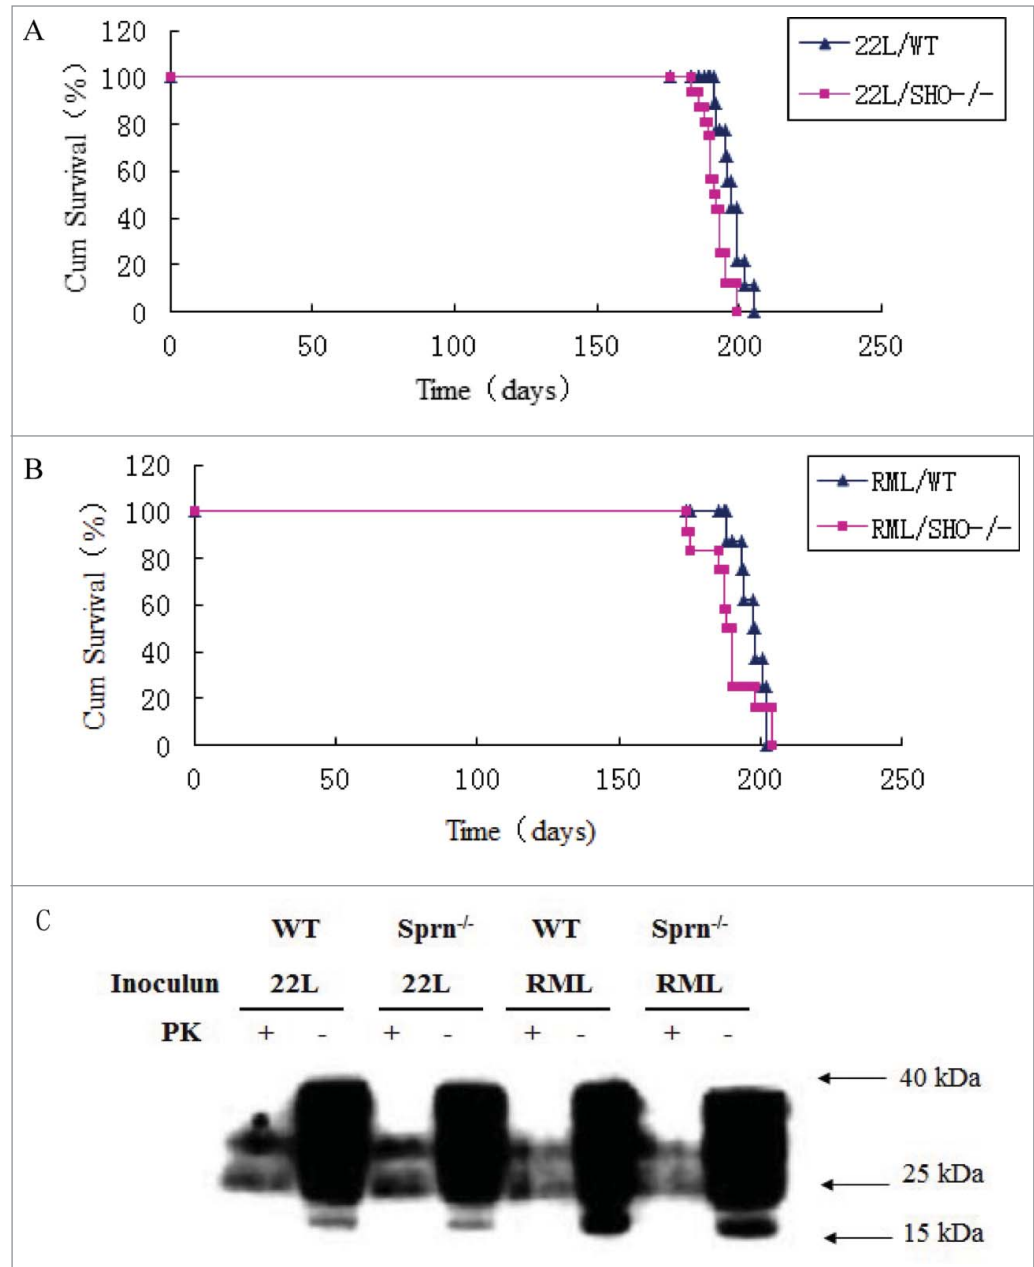 A
120
100
80
60
40
20
0
Cum Survival (%)
0 50 100 150 200 250
Time (days)
22L/WT
22L/SHO-/-
B
120
100
80
60
40
20
0
Cum Survival (%)
0 50 100 150 200 250
Time (days)
RML/WT
RML/SHO-/-
C
WT Sprn-/- WT Sprn-/-
Inoculun 22L 22L RML RML
PK + - + - + - + -
40 kDa
25 kDa
15 kDa